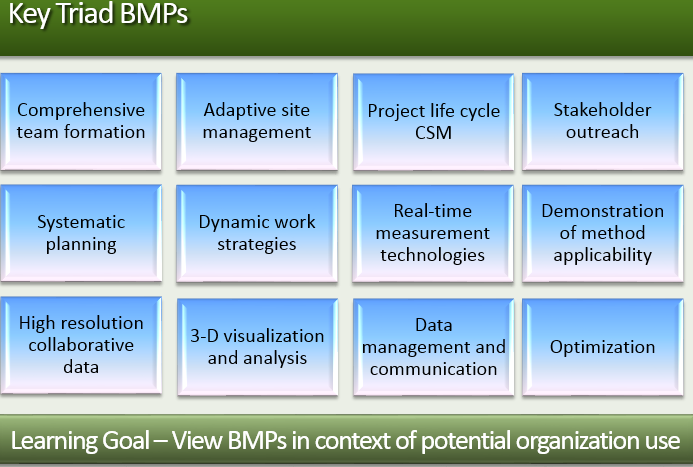 Key Triad BMPs
Comprehensive
team formation
Adaptive site
management
Project life cycle
CSM
Stakeholder
outreach
Systematic
planning
Dynamic work
strategies
Real-time
measurement
technologies
Demonstration
of method
applicability
High resolution
collaborative
data
3-D visualization
and analysis
Data
management and
communication
Optimization
Learning Goal – View BMPs in context of potential organization use